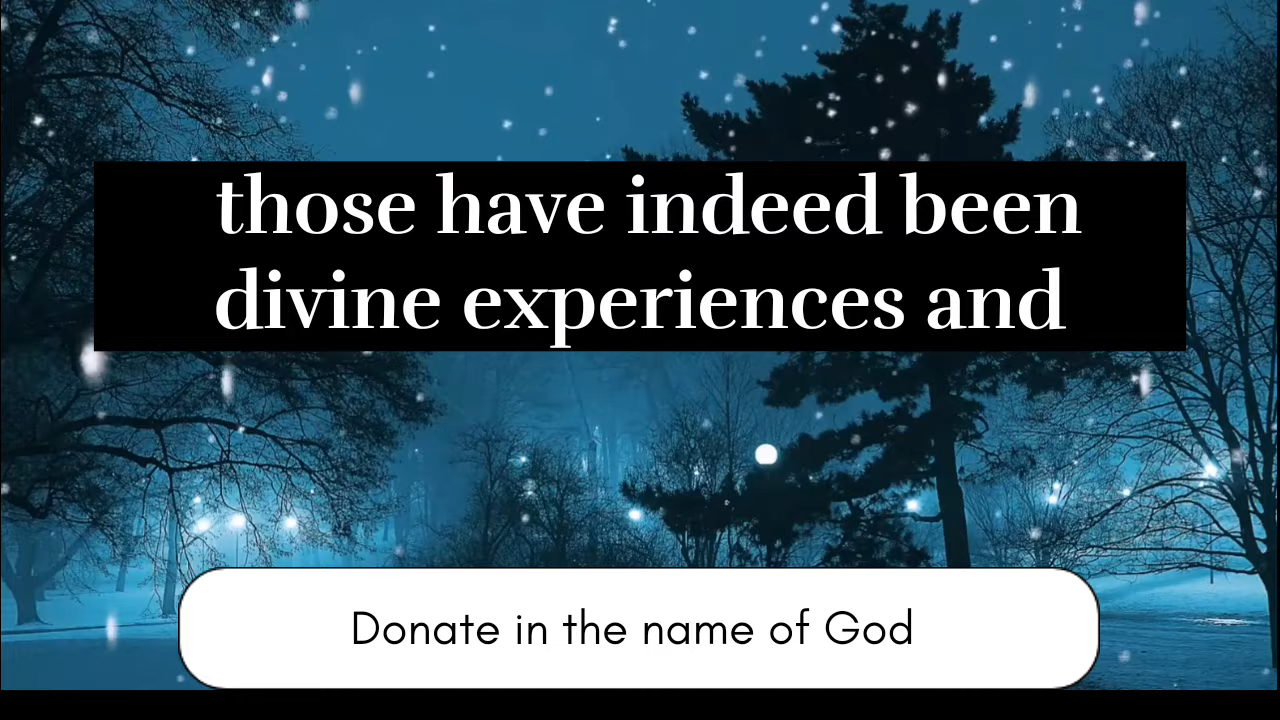 those have indeed been
divine experiences and
Donate in the name of God